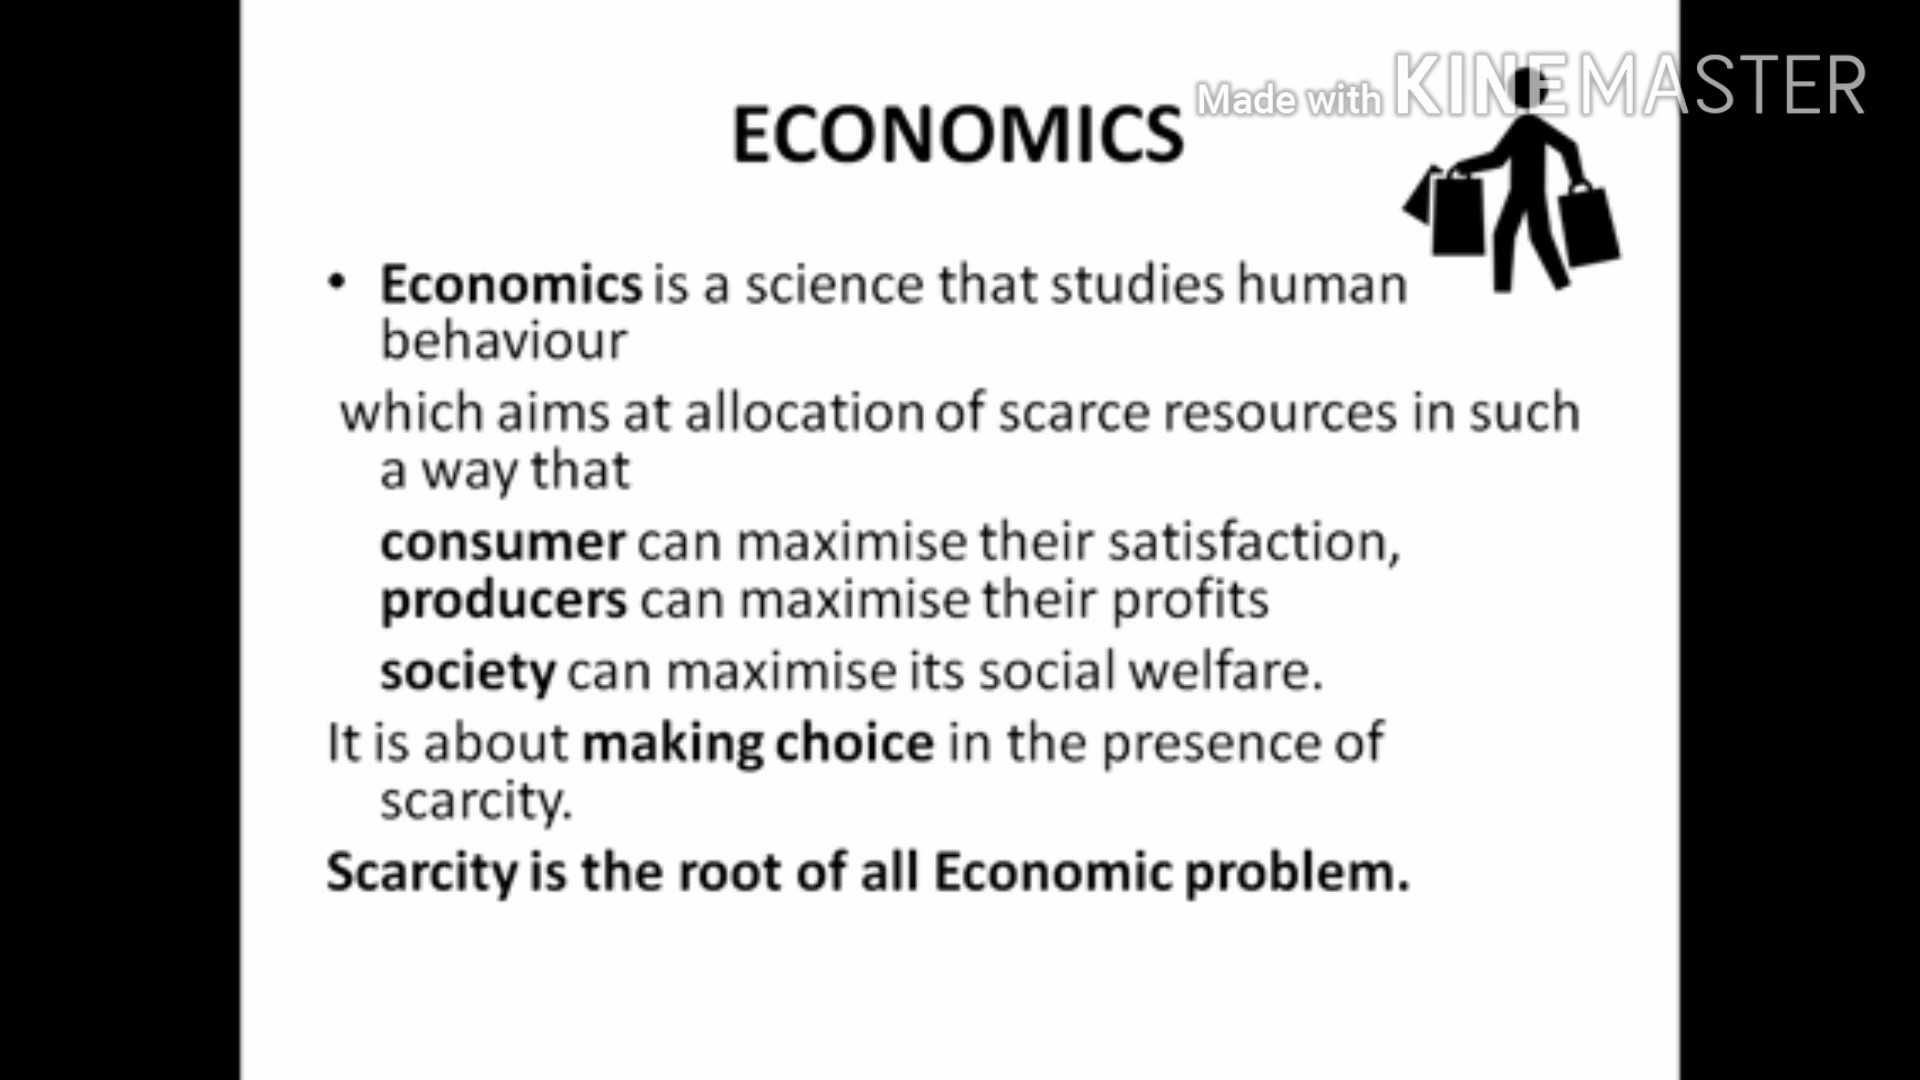 Made with KINEMASTER
ECONOMICS
• Economics is a science that studies human
behaviour
which aims at allocation of scarce resources in such
a way that
consumer can maximise their satisfaction,
producers can maximise their profits
society can maximise its social welfare.
It is about making choice in the presence of
scarcity.
Scarcity is the root of all Economic problem.